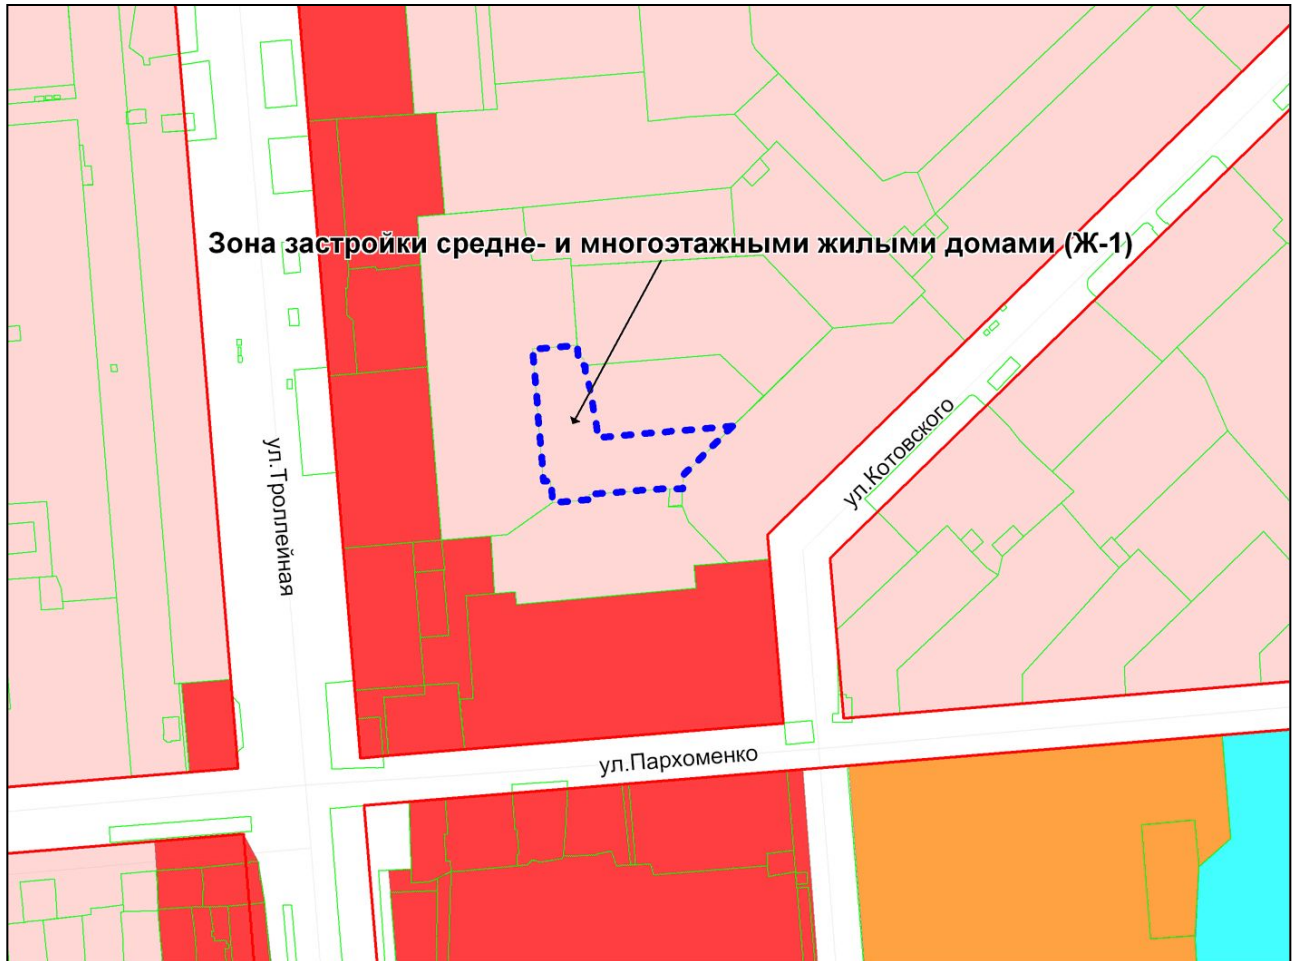 Зона застройки средне- и многоэтажными жилыми домами (Ж-1)
ул.Котовского
ул.Троллейная
ул.Пархоменко